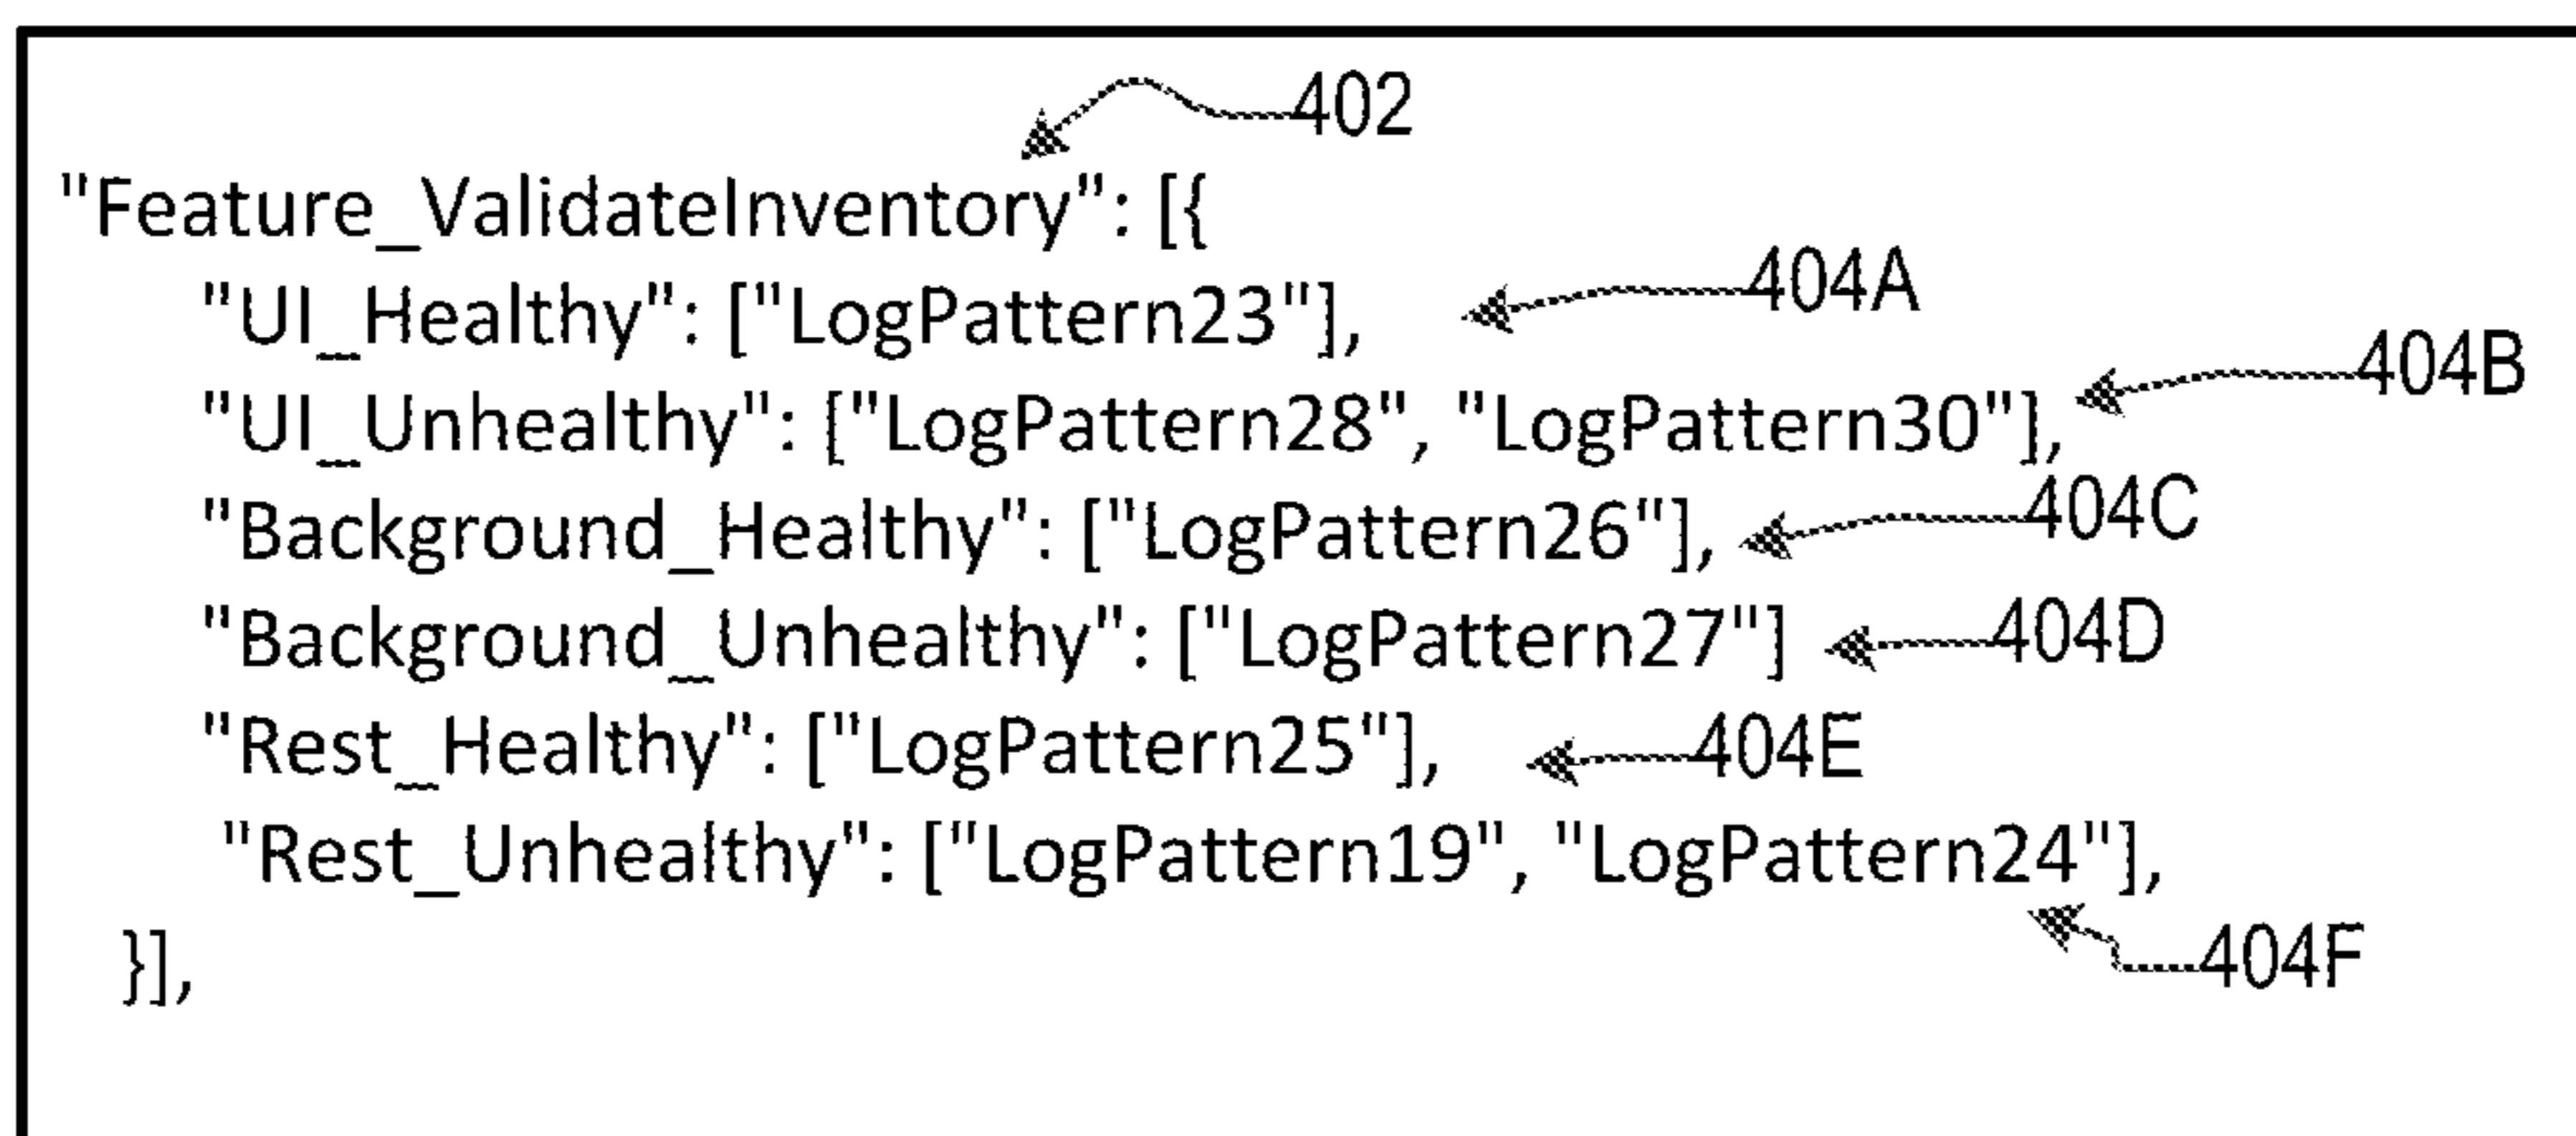 402
"Feature_ValidateInventory": [{
404A
"UI_Healthy": ["LogPattern23"],
404B
"UI_Unhealthy": ["LogPattern28", "LogPattern30"],
404C
"Background_Healthy": ["LogPattern26"],
"Background_Unhealthy": ["LogPattern27"] 404D
"Rest_Healthy": ["LogPattern25"], 404E
"Rest_Unhealthy": ["LogPattern19", "LogPattern24"],
}], 404F